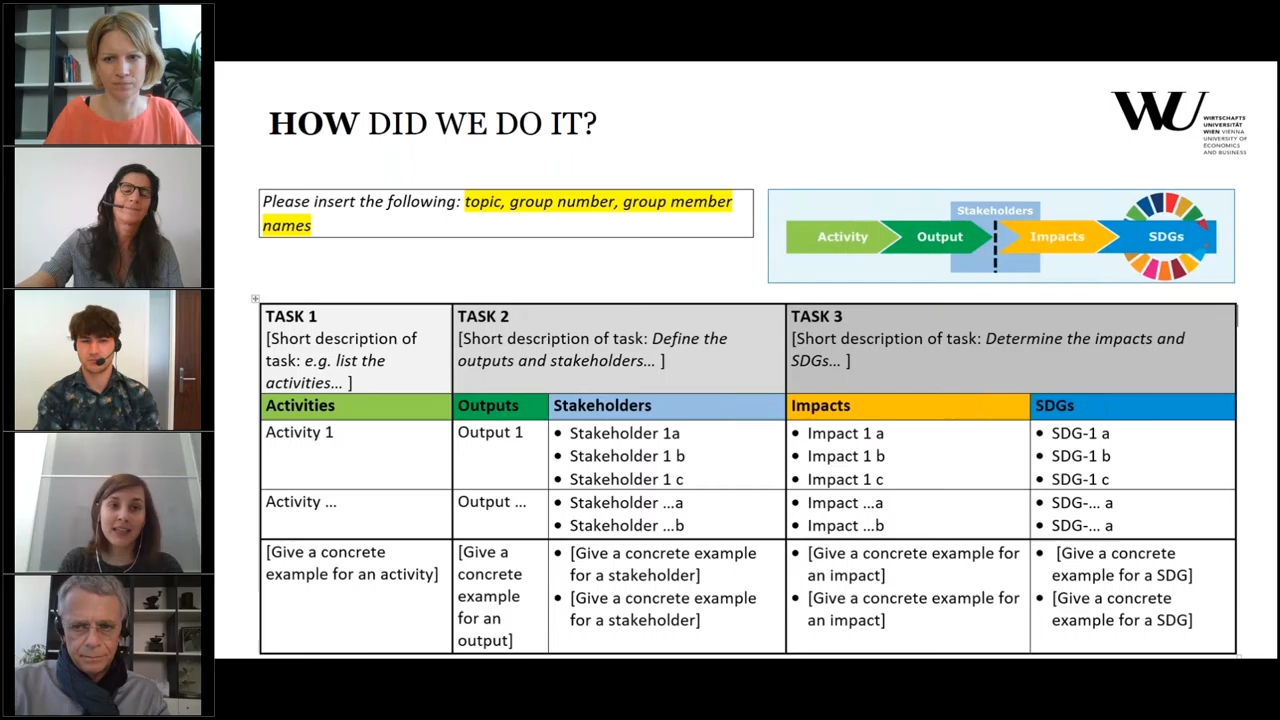 HOW DID WE DO IT?
WU
WIRTSCHAFTS
UNIVERSITÄT
WIEN VIENNA
UNIVERSITY OF
ECONOMICS
AND BUSINESS
Please insert the following: topic, group number, group member
names
Stakeholders
Activity
Output
Impacts
SDGs
TASK 1
[Short description of
task: e.g. list the
activities... ]
TASK 2
[Short description of task: Define the
outputs and stakeholders... ]
TASK 3
[Short description of task: Determine the impacts and
SDGs... ]
Activities
Outputs
Stakeholders
Impacts
SDGs
Activity 1
Output 1
• Stakeholder 1a
• Stakeholder 1 b
• Stakeholder 1 c
• Impact 1 a
• Impact 1 b
• Impact 1 c
• SDG-1 a
• SDG-1 b
• SDG-1 c
Activity ...
Output ...
• Stakeholder ...a
• Stakeholder ...b
• Impact ...a
• Impact ...b
• SDG-... a
• SDG-... a
[Give a concrete
example for an activity]
[Give a
concrete
example
for an
output]
• [Give a concrete example
for a stakeholder]
• [Give a concrete example
for a stakeholder]
• [Give a concrete example for
an impact]
• [Give a concrete example for
an impact]
• [Give a concrete
example for a SDG]
• [Give a concrete
example for a SDG]